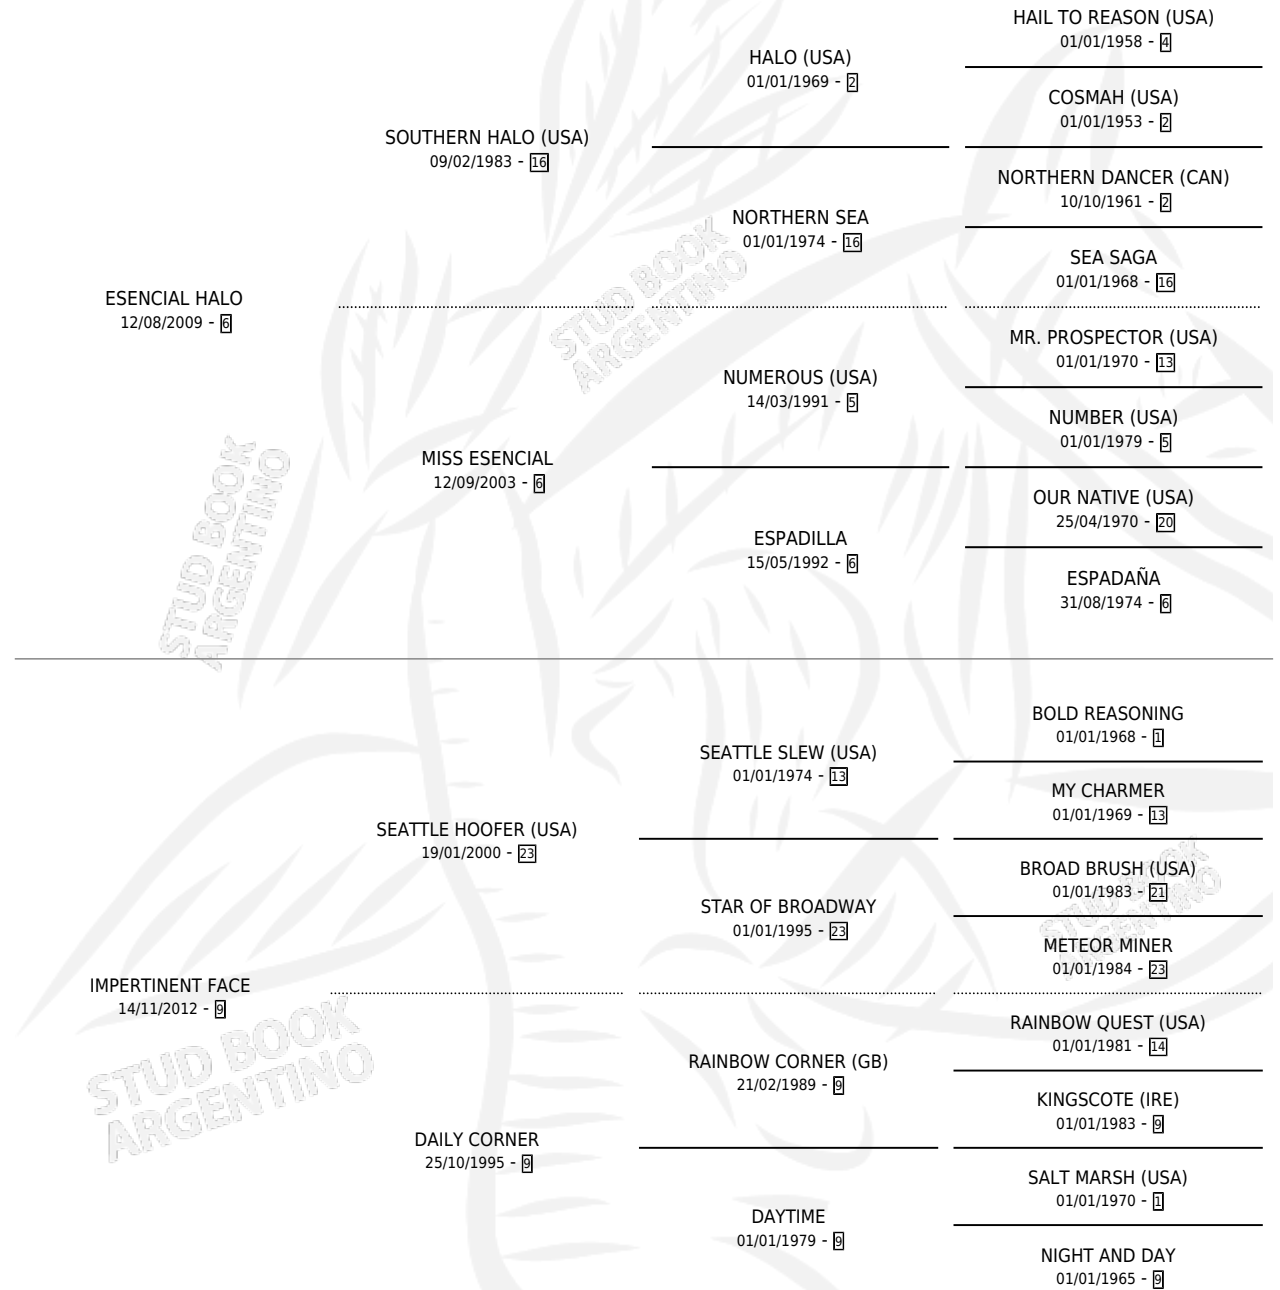 HAIL TO REASON (USA)
01/01/1958 - 4
HALO (USA)
01/01/1969 - 2
COSMAH (USA)
01/01/1953 - 2
SOUTHERN HALO (USA)
09/02/1983 - 16
NORTHERN DANCER (CAN)
10/10/1961 - 2
NORTHERN SEA
01/01/1974 - 16
SEA SAGA
01/01/1968 - 16
ESENCIAL HALO
12/08/2009 - 6
STUD BOOK
ARGENTINO
MR. PROSPECTOR (USA)
01/01/1970 - 13
NUMEROUS (USA)
14/03/1991 - 5
NUMBER (USA)
01/01/1979 - 5
MISS ESENCIAL
12/09/2003 - 6
OUR NATIVE (USA)
25/04/1970 - 20
ESPADILLA
15/05/1992 - 6
ESPADAÑA
31/08/1974 - 6
STUD BOOK
ARGENTINO
BOLD REASONING
01/01/1968 - 1
SEATTLE SLEW (USA)
01/01/1974 - 13
MY CHARMER
01/01/1969 - 13
SEATTLE HOOFER (USA)
19/01/2000 - 23
BROAD BRUSH (USA)
01/01/1983 - 21
STAR OF BROADWAY
01/01/1995 - 23
STUD BOOK
ARGENTINO
METEOR MINER
01/01/1984 - 23
IMPERTINENT FACE
14/11/2012 - 9
STUD BOOK
ARGENTINO
RAINBOW QUEST (USA)
01/01/1981 - 14
RAINBOW CORNER (GB)
21/02/1989 - 9
KINGSCOTE (IRE)
01/01/1983 - 9
DAILY CORNER
25/10/1995 - 9
SALT MARSH (USA)
01/01/1970 - 1
DAYTIME
01/01/1979 - 9
NIGHT AND DAY
01/01/1965 - 9